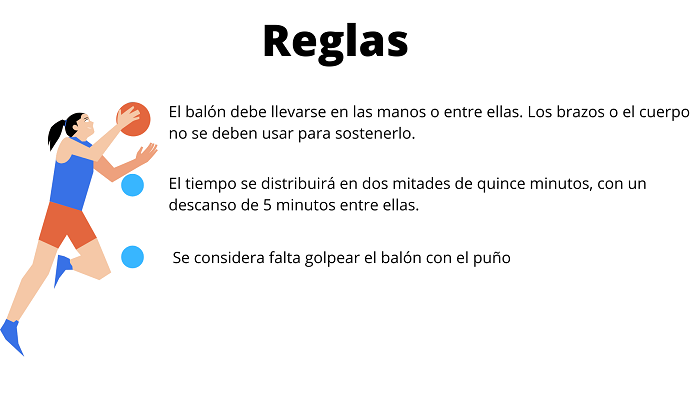 Reglas
El balón debe llevarse en las manos o entre ellas. Los brazos o el cuerpo
no se deben usar para sostenerlo.
El tiempo se distribuirá en dos mitades de quince minutos, con un
descanso de 5 minutos entre ellas.
Se considera falta golpear el balón con el puño